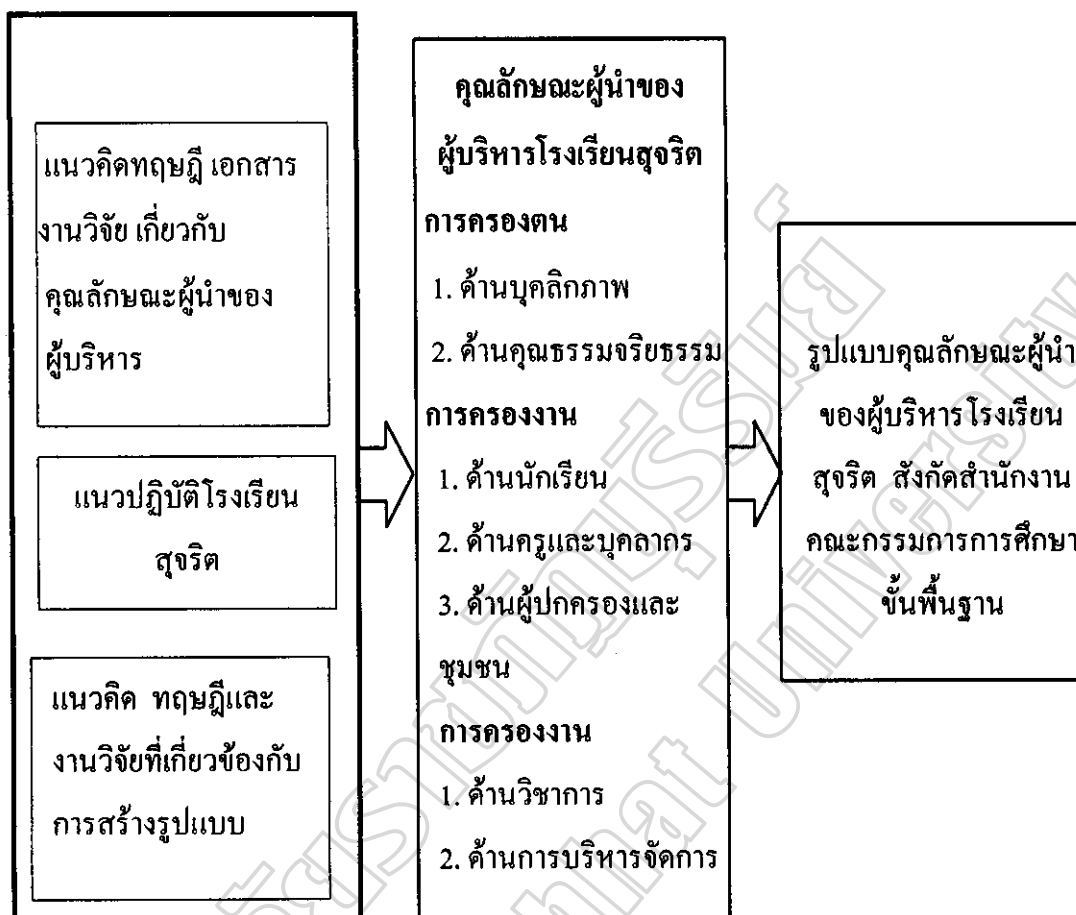 แนวคิดทฤษฎี เอกสาร
งานวิจัย เกี่ยวกับ
คุณลักษณะผู้นำของ
ผู้บริหาร
แนวปฏิบัติโรงเรียน
สุจริต
แนวคิด ทฤษฎีและ
งานวิจัยที่เกี่ยวข้องกับ
การสร้างรูปแบบ
คุณลักษณะผู้นำของ
ผู้บริหารโรงเรียนสุจริต
การครองตน
1. ด้านบุคลิกภาพ
2. ด้านคุณธรรมจริยธรรม
การครองงาน
1. ด้านนักเรียน
2. ด้านครูและบุคลากร
3. ด้านผู้ปกครองและ
ชุมชน
การครองงาน
1. ด้านวิชาการ
2. ด้านการบริหารจัดการ
รูปแบบคุณลักษณะผู้นำ
ของผู้บริหารโรงเรียน
สุจริต สังกัดสำนักงาน
คณะกรรมการการศึกษา
ขั้นพื้นฐาน
University